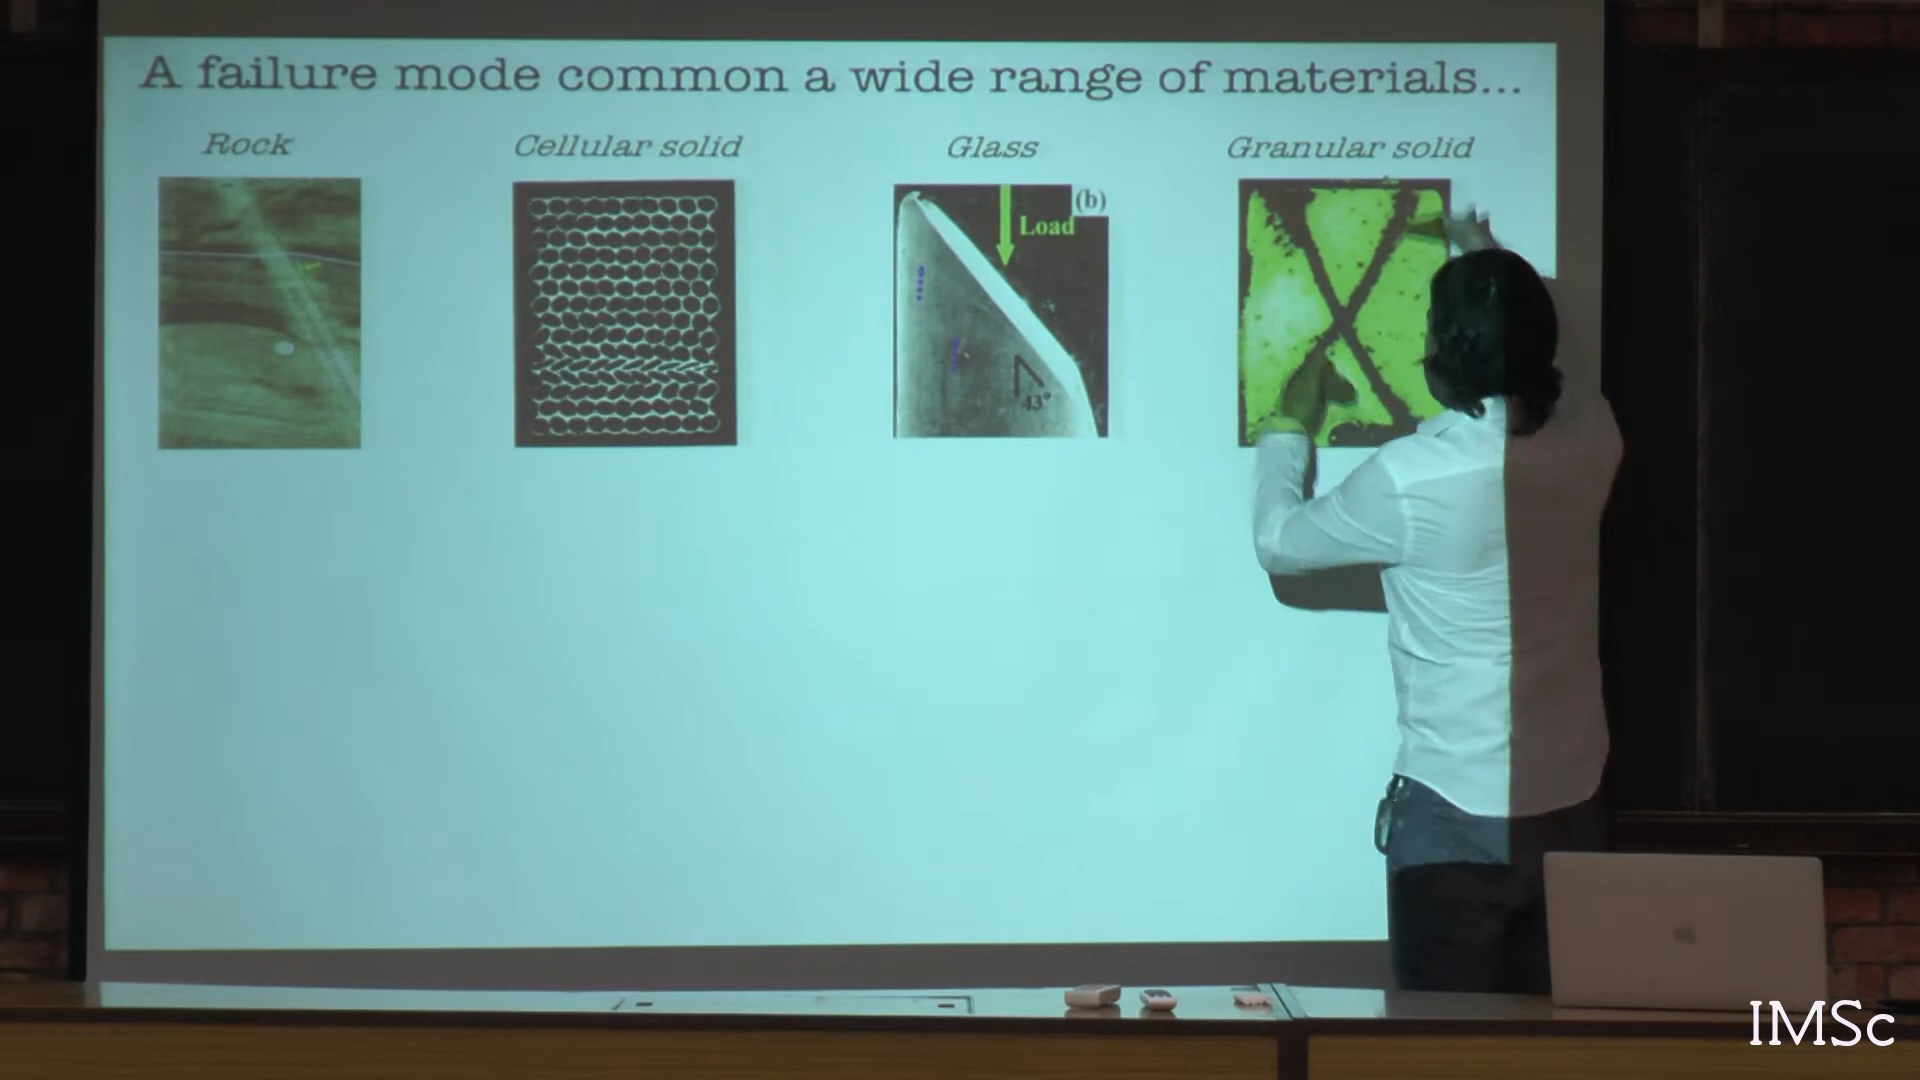 A failure mode common a wide range of materials...
Rock
Cellular solid
Glass
Granular solid
(b)
Load
43°
IMSc